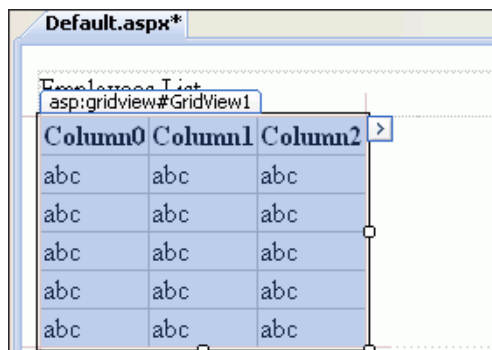 Default.aspx*
Employees List
asp:gridview#GridView1
Column0 Column1 Column2
abc abc abc
abc abc abc
abc abc abc
abc abc abc
abc abc abc